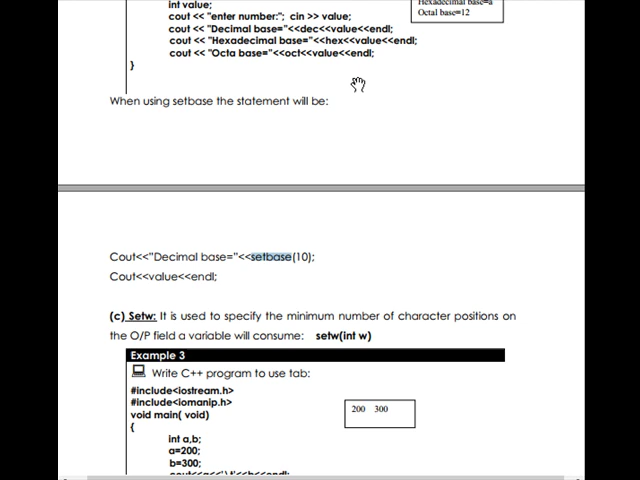 int value;
cout << "enter number:";  cin >> value;
cout << "Decimal base="<<dec<<value<<endl;
cout << "Hexadecimal base="<<hex<<value<<endl;
cout << "Octa base="<<oct<<value<<endl;
}
Hexadecimal base=a
Octal base=12
When using setbase the statement will be:
Cout<<"Decimal base="<<setbase(10);
Cout<<value<<endl;
(c) Setw: It is used to specify the minimum number of character positions on
the O/P field a variable will consume:   setw(int w)
Example 3
Write C++ program to use tab:
#include<iostream.h>
#include<iomanip.h>
void main( void)
{
int a,b;
a=200;
b=300;
cout<<a<<'\t'<<b<<endl;
200   300